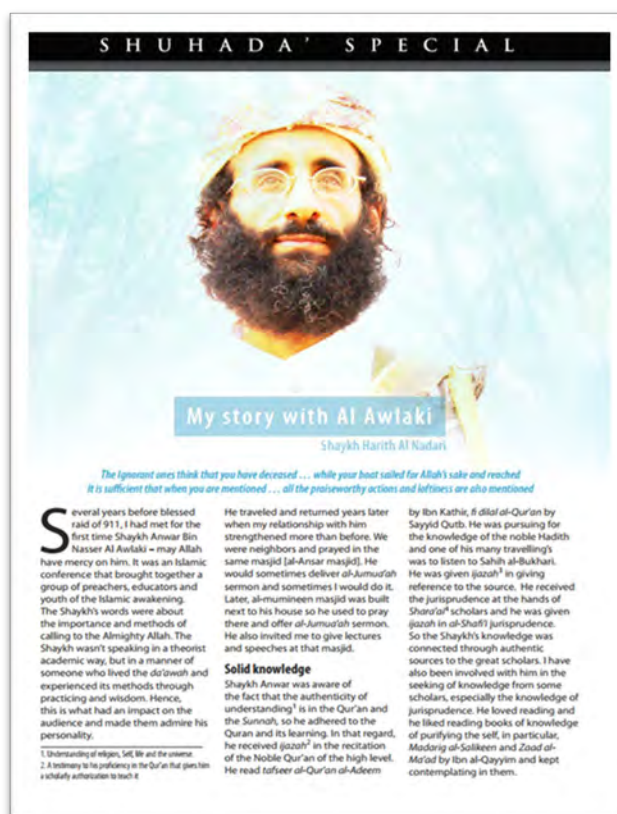 SHUHADA' SPECIAL
My story with Al Awlaki
Shaykh Harith Al Nadari
The Ignorant ones think that you have deceased ... while your boat sailed for Allah's sake and reached
It is sufficient that when you are mentioned ... all the praiseworthy actions and loftiness are also mentioned
Several years before blessed
raid of 911, I had met for the
first time Shaykh Anwar Bin
Nasser Al Awlaki – may Allah
have mercy on him. It was an Islamic
conference that brought together a
group of preachers, educators and
youth of the Islamic awakening.
The Shaykh's words were about
the importance and methods of
calling to the Almighty Allah. The
Shaykh wasn't speaking in a theorist
academic way, but in a manner of
someone who lived the da'awah and
experienced its methods through
practicing and wisdom. Hence,
this is what had an impact on the
audience and made them admire his
personality.
1. Understanding of religion, Self, life and the universe.
2. A testimony to his proficiency in the Qur'an that gives him
a scholarly authorization to teach it
He traveled and returned years later
when my relationship with him
strengthened more than before. We
were neighbors and prayed in the
same masjid [al-Ansar masjid]. He
would sometimes deliver al-Jumua'h
sermon and sometimes I would do it.
Later, al-mumineen masjid was built
next to his house so he used to pray
there and offer al-Jumua'h sermon.
He also invited me to give lectures
and speeches at that masjid.
Solid knowledge
Shaykh Anwar was aware of
the fact that the authenticity of
understanding¹ is in the Qur'an and
the Sunnah, so he adhered to the
Quran and its learning. In that regard,
he received ijazah² in the recitation
of the Noble Qur'an of the high level.
He read tafseer al-Qur'an al-Adeem
by Ibn Kathir, fi dilal al-Qur'an by
Sayyid Qutb. He was pursuing for
the knowledge of the noble Hadith
and one of his many travelling's
was to listen to Sahih al-Bukhari.
He was given ijazah³ in giving
reference to the source. He received
the jurisprudence at the hands of
Shara'ai⁴ scholars and he was given
ijazah in al-Shafi'i jurisprudence.
So the Shaykh's knowledge was
connected through authentic
sources to the great scholars. I have
also been involved with him in the
seeking of knowledge from some
scholars, especially the knowledge of
jurisprudence. He loved reading and
he liked reading books of knowledge
of purifying the self, in particular,
Madarig al-Salikeen and Zaad al-
Ma'ad by Ibn al-Qayyim and kept
contemplating in them.